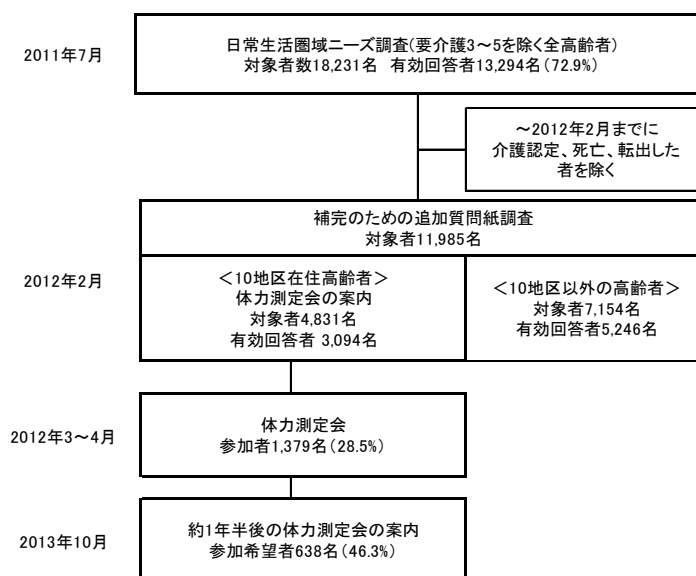 2011年7月
日常生活圏域ニーズ調査(要介護3～5を除く全高齢者)
対象者数18,231名 有効回答者13,294名(72.9%)
～2012年2月までに
介護認定、死亡、転出した
者を除く
補完のための追加質問紙調査
対象者11,985名
2012年2月
＜10地区在住高齢者＞
体力測定会の案内
対象者4,831名
有効回答者 3,094名
＜10地区以外の高齢者＞
対象者7,154名
有効回答者5,246名
2012年3～4月
体力測定会
参加者1,379名(28.5%)
2013年10月
約1年半後の体力測定会の案内
参加希望者638名(46.3%)